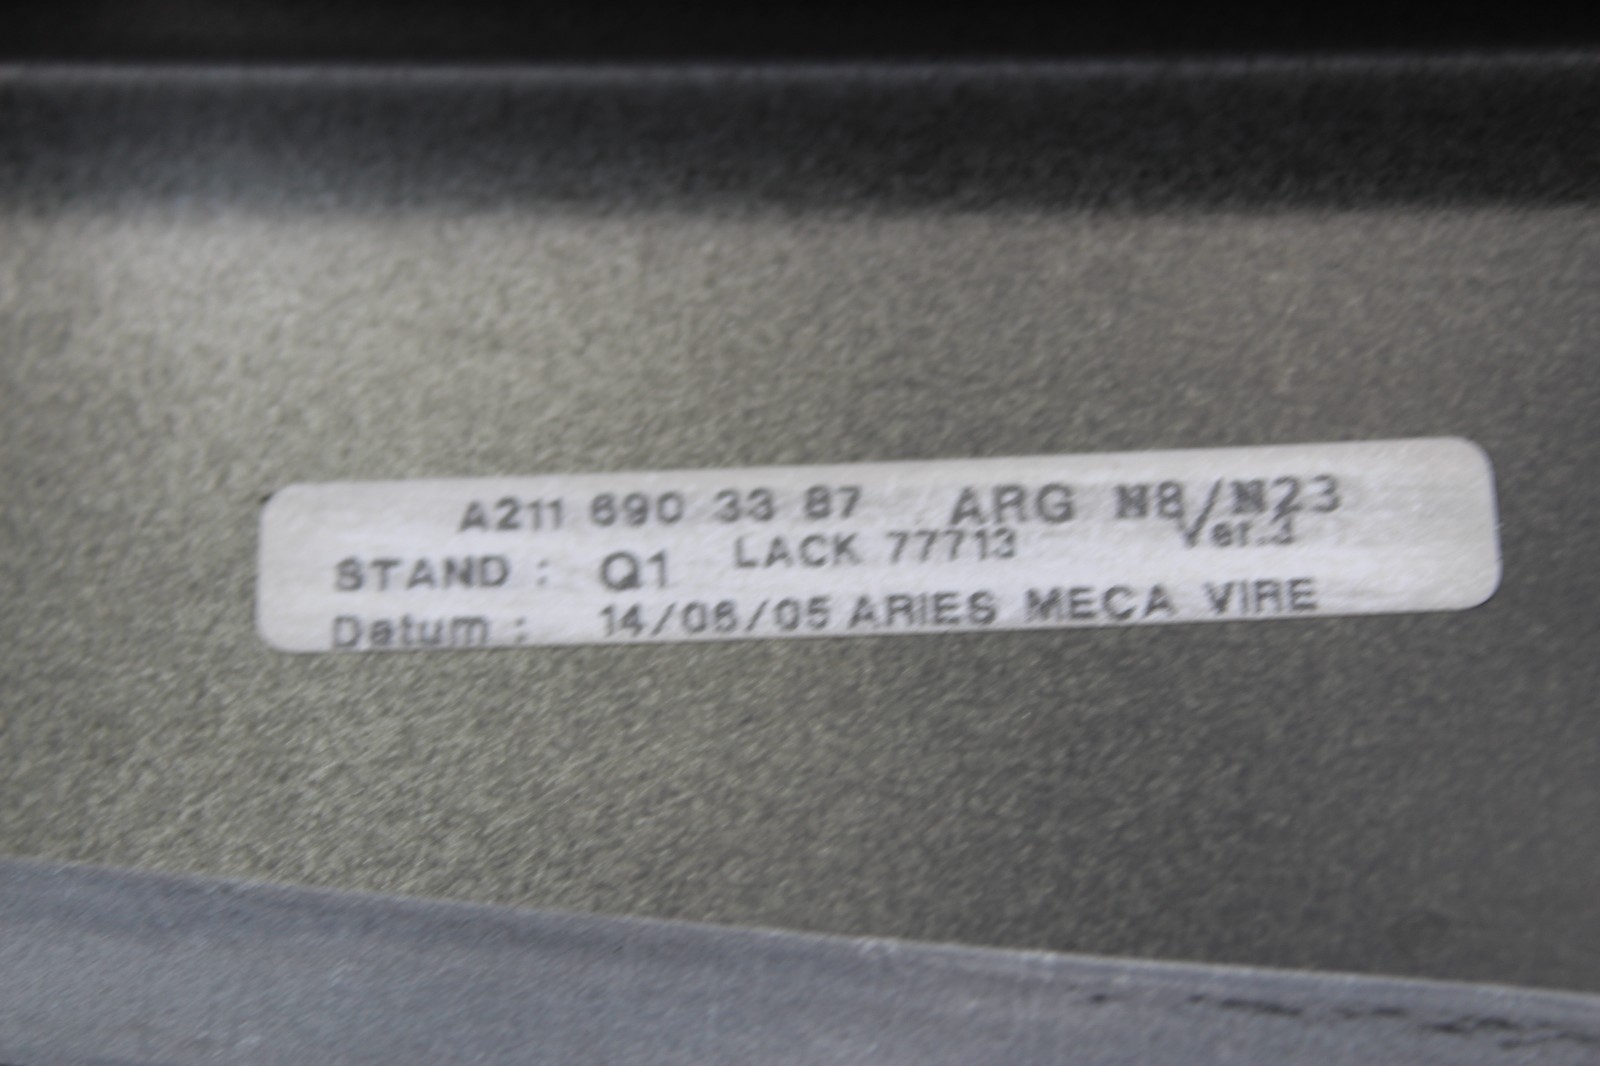 A211 690 33 87 ARG N8/N23
STAND : Q1 LACK 77713 Ver.3
Datum : 14/06/05 ARIES MECA VIRE